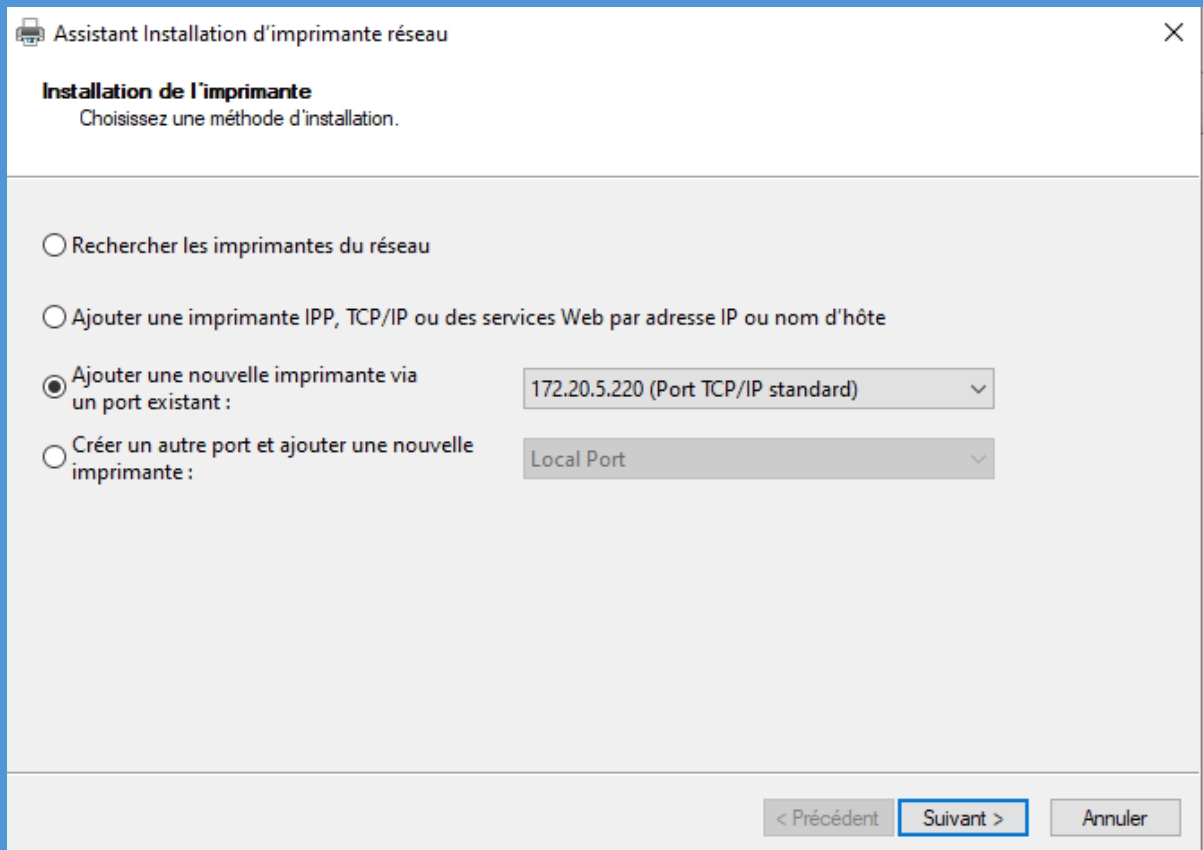 Assistant Installation d'imprimante réseau
Installation de l'imprimante
Choisissez une méthode d'installation.
Rechercher les imprimantes du réseau
Ajouter une imprimante IPP, TCP/IP ou des services Web par adresse IP ou nom d'hôte
Ajouter une nouvelle imprimante via
un port existant :
172.20.5.220 (Port TCP/IP standard)
Créer un autre port et ajouter une nouvelle
imprimante :
Local Port
< Précédent
Suivant >
Annuler